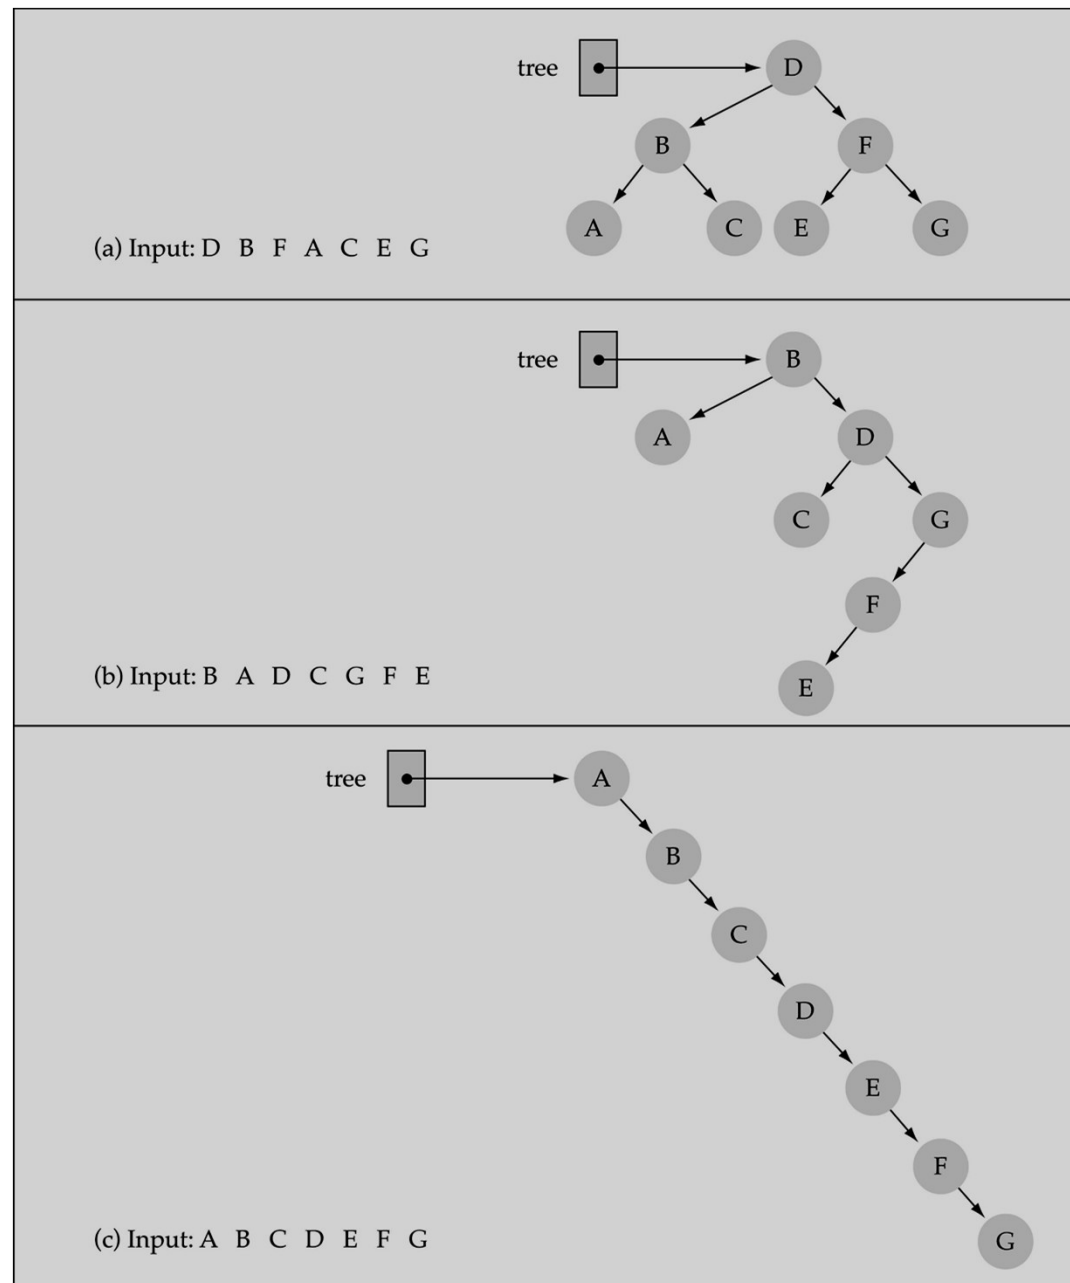 tree D
B F
A C E G
(a) Input: D B F A C E G
tree B
A D
C G
F
(b) Input: B A D C G F E
E
tree A
B
C
D
E
F
(c) Input: A B C D E F G
G